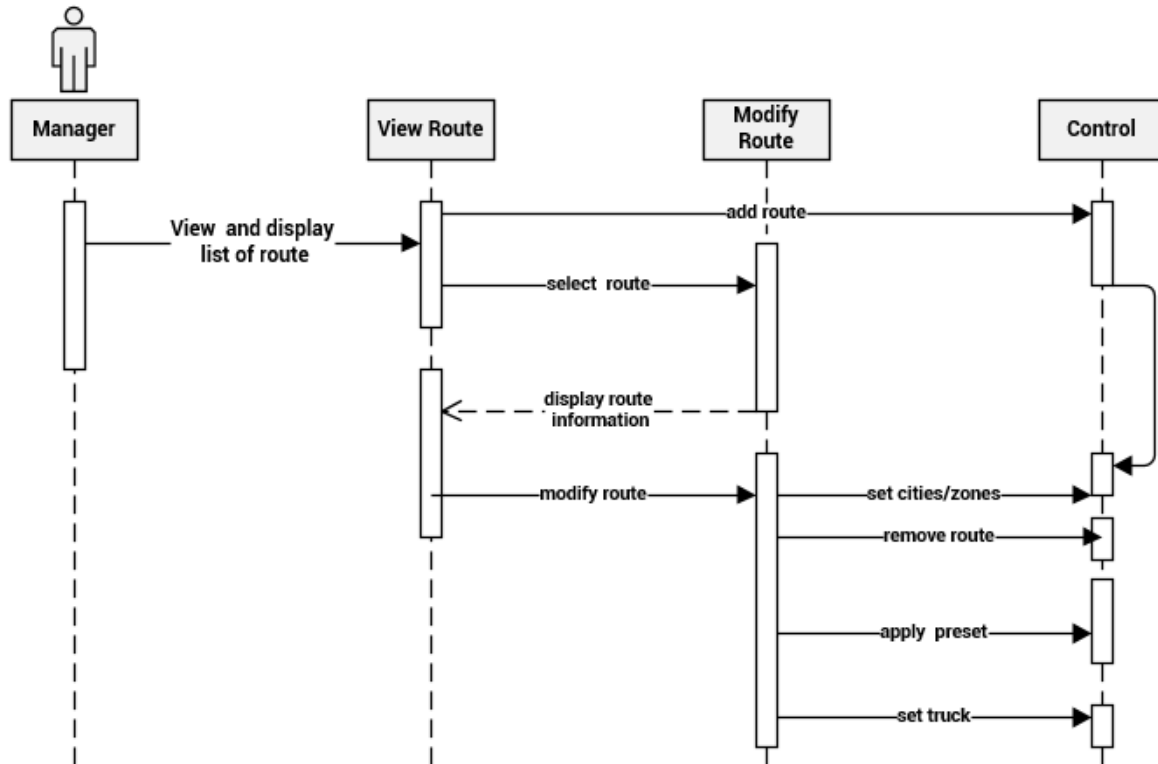 Manager
View Route
Modify
Route
Control
add route
View and display
list of route
select route
display route
information
modify route
set cities/zones
remove route
apply preset
set truck